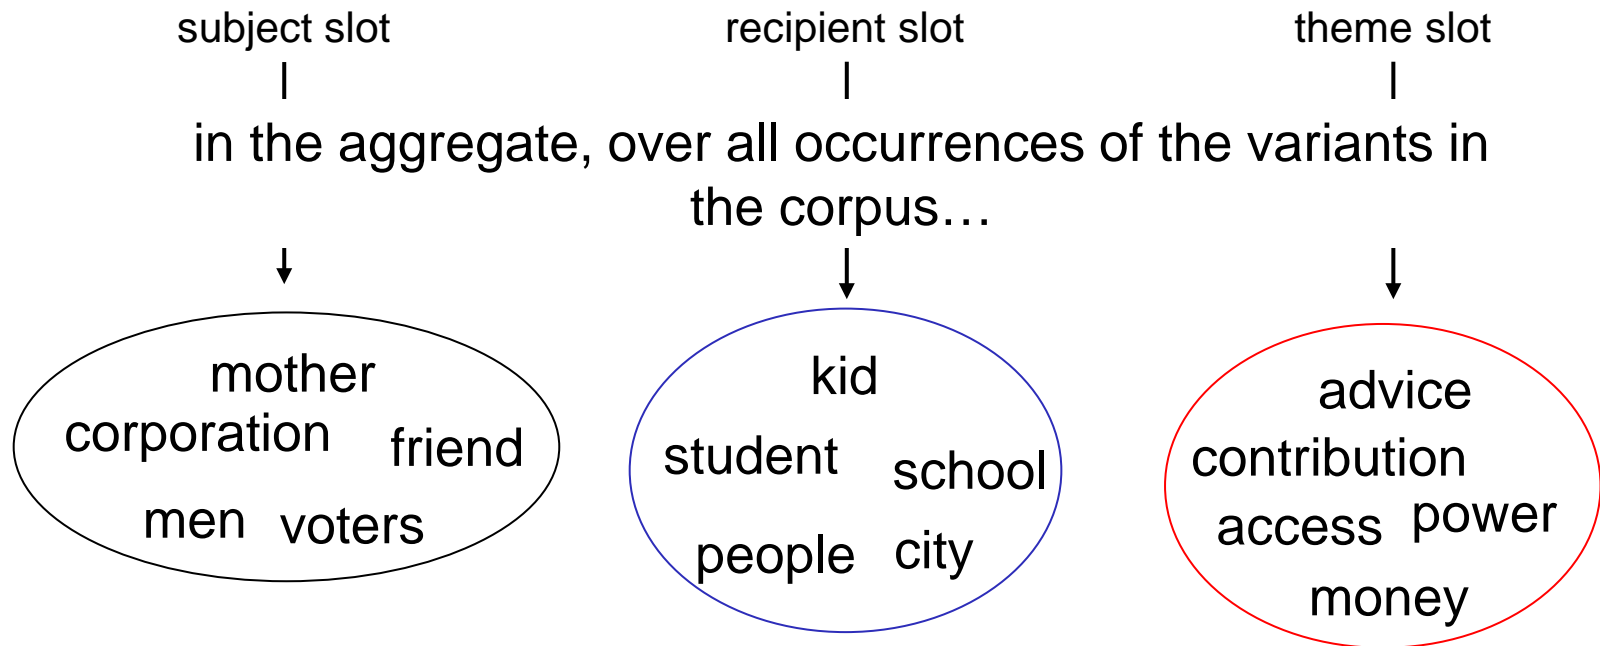 subject slot recipient slot theme slot
in the aggregate, over all occurrences of the variants in
the corpus…
mother
corporation
friend
men voters
kid
student
school
people city
advice
contribution
access power
money